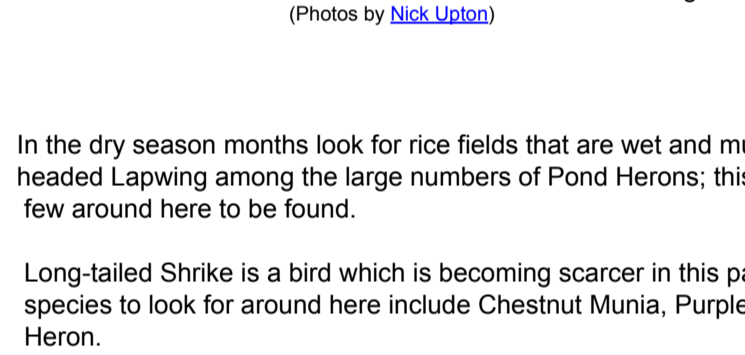 (Photos by Nick Upton)
In the dry season months look for rice fields that are wet and
headed Lapwing among the large numbers of Pond Herons;
few around here to be found.
Long-tailed Shrike is a bird which is becoming scarcer in this
species to look for around here include Chestnut Munia, Purple
Heron.